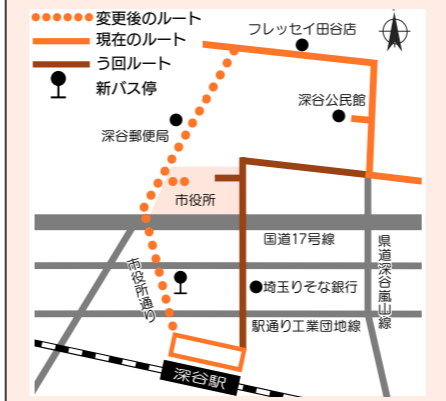 変更後のルート
現在のルート
う回ルート
新バス停
フレッセイ田谷店
深谷公民館
深谷郵便局
市役所
国道17号線
県道深谷嵐山線
市役所通り
埼玉りそな銀行
駅通り工業団地線
深谷駅